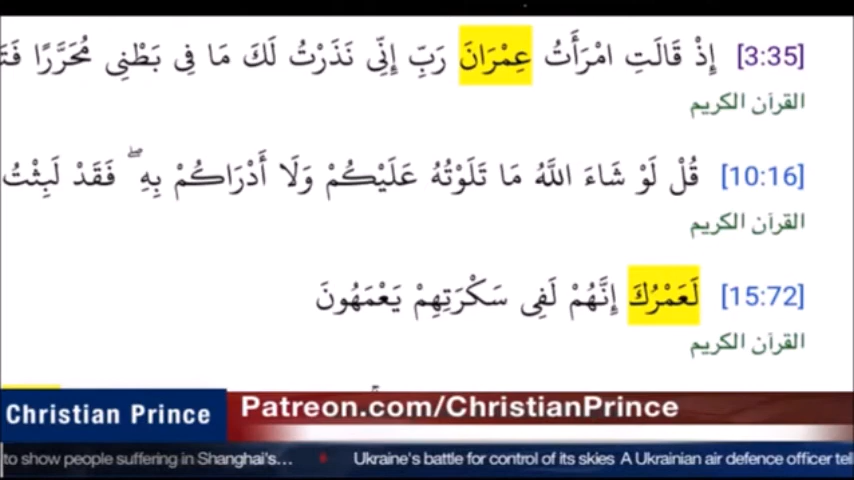 [3:35] إِذْ قَالَتِ امْرَأَتُ عِمْرَانَ رَبِّ إِنِّي نَذَرْتُ لَكَ مَا فِي بَطْنِي مُحَرَّرًا
القرآن الكريم
[10:16] قُلْ لَوْ شَاءَ اللَّهُ مَا تَلَوْتُهُ عَلَيْكُمْ وَلَا أَدْرَاكُمْ بِهِ ۖ فَقَدْ لَبِثْتُ
القرآن الكريم
[15:72] لَعَمْرُكَ إِنَّهُمْ لَفِي سَكْرَتِهِمْ يَعْمَهُونَ
القرآن الكريم
Christian Prince
Patreon.com/ChristianPrince
to show people suffering in Shanghai's... Ukraine's battle for control of its skies A Ukrainian air defence officer tell